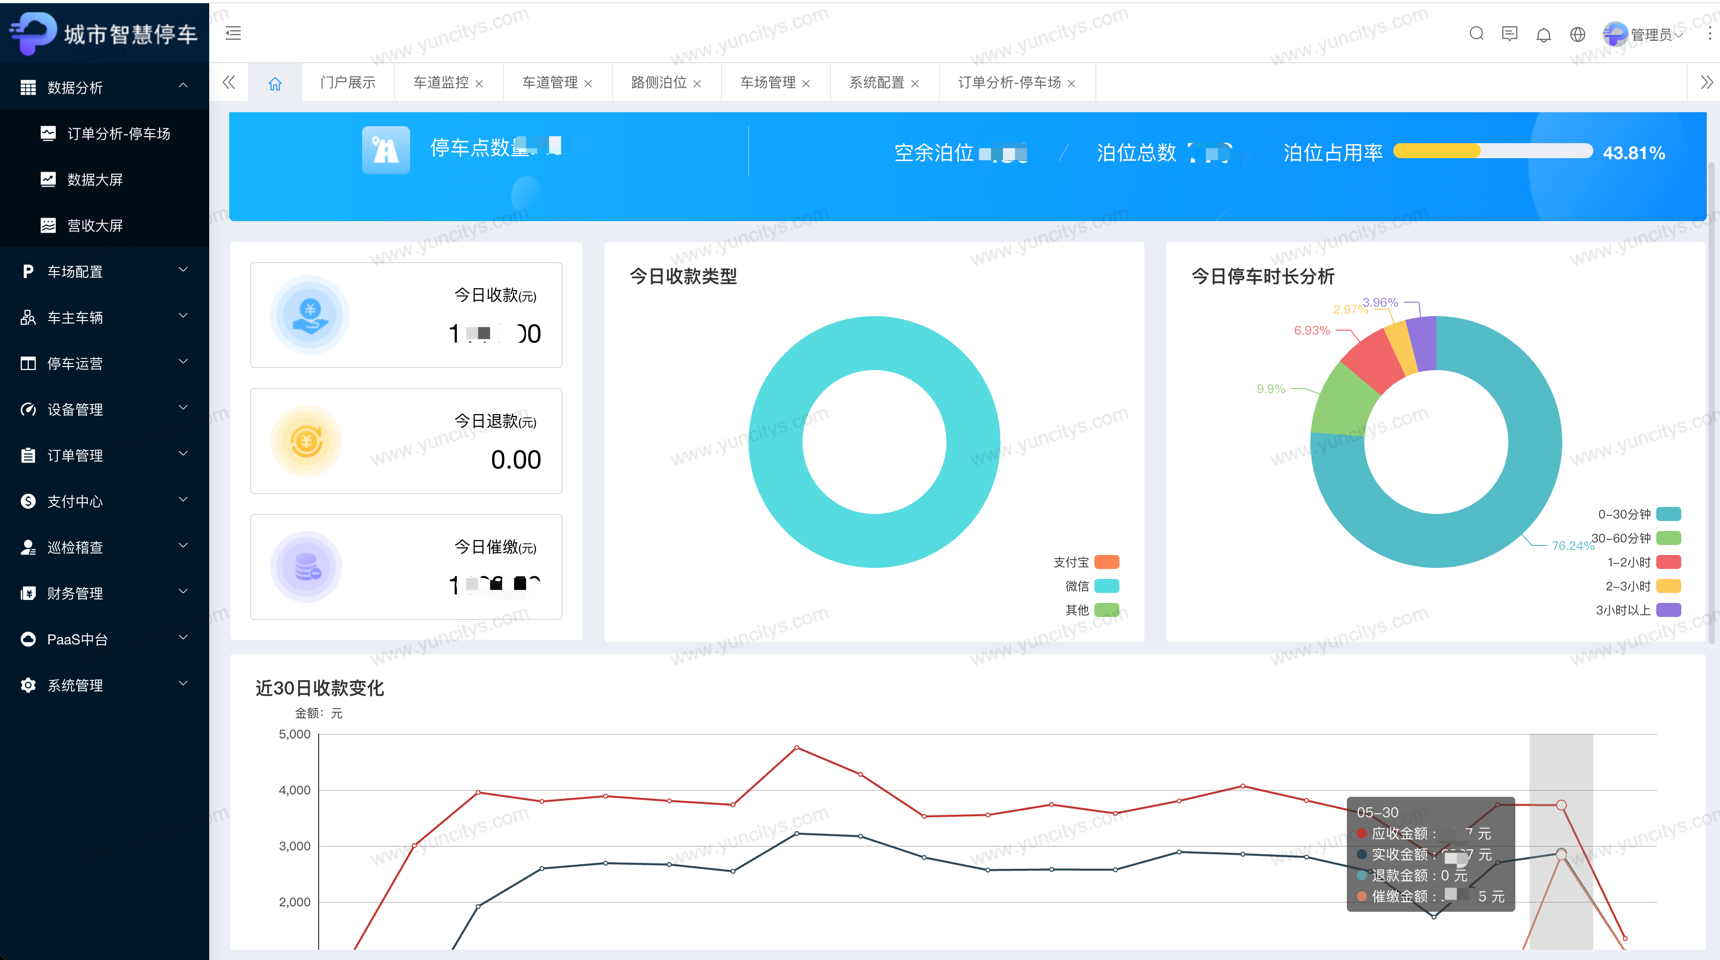 城市智慧停车
管理员
门户展示
车道监控
车道管理
路侧泊位
车场管理
系统配置
订单分析-停车场
数据分析
订单分析-停车场
数据大屏
营收大屏
车场配置
车主车辆
停车运营
设备管理
订单管理
支付中心
巡检稽查
财务管理
PaaS中台
系统管理
停车点数量
空余泊位
泊位总数
泊位占用率
43.81%
今日收款(元)
今日退款(元)
0.00
今日催缴(元)
今日收款类型
支付宝
微信
其他
今日停车时长分析
3.96%
2.97%
6.93%
9.9%
76.24%
0-30分钟
30-60分钟
1-2小时
2-3小时
3小时以上
近30日收款变化
金额: 元
5,000
4,000
3,000
2,000
05-30
应收金额: 7 元
实收金额: 7 元
退款金额: 0 元
催缴金额: 5 元
www.yuncitys.com